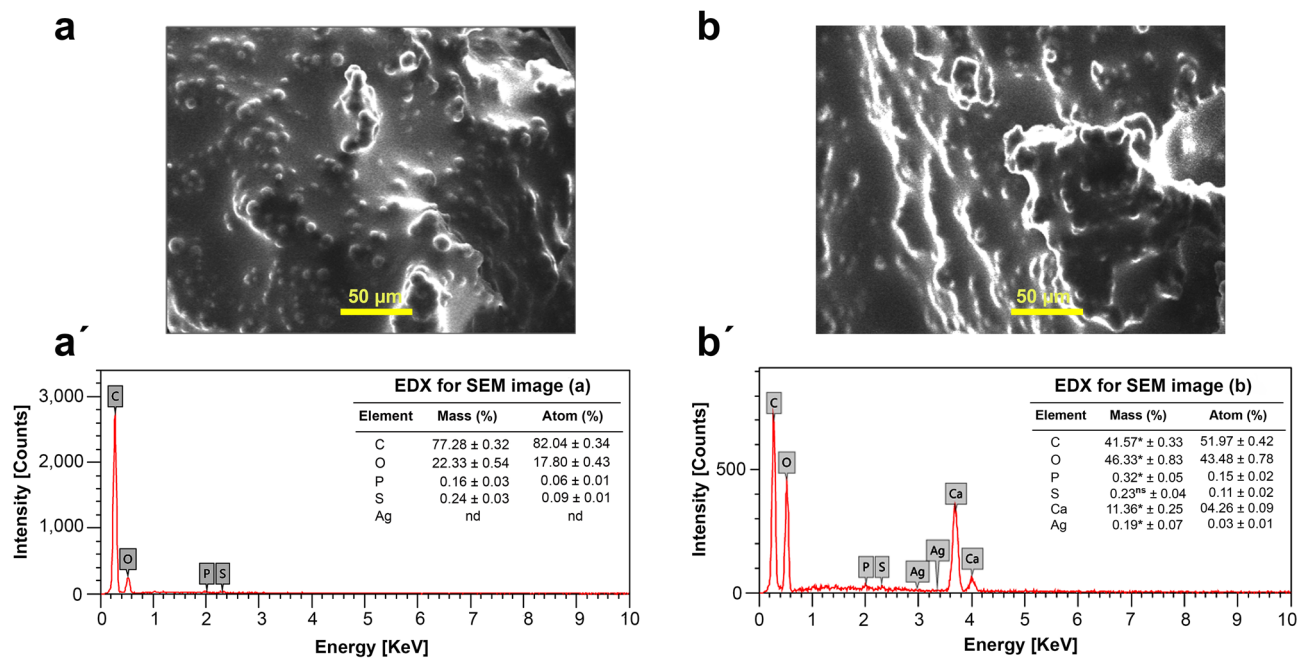 a
b
50 µm
50 µm
a´
b´
EDX for SEM image (a)
Element Mass (%) Atom (%)
C 77.28 ± 0.32 82.04 ± 0.34
O 22.33 ± 0.54 17.80 ± 0.43
P 0.16 ± 0.03 0.06 ± 0.01
S 0.24 ± 0.03 0.09 ± 0.01
Ag nd nd
Intensity [Counts]
3,000
2,000
1,000
0
C
O
P
S
0 1 2 3 4 5 6 7 8 9 10
Energy [KeV]
EDX for SEM image (b)
Element Mass (%) Atom (%)
C 41.57* ± 0.33 51.97 ± 0.42
O 46.33* ± 0.83 43.48 ± 0.78
P 0.32* ± 0.05 0.15 ± 0.02
S 0.23ns ± 0.04 0.11 ± 0.02
Ca 11.36* ± 0.25 04.26 ± 0.09
Ag 0.19* ± 0.07 0.03 ± 0.01
Intensity [Counts]
500
0
C
O
P
S
Ag
Ag
Ca
Ca
0 1 2 3 4 5 6 7 8 9 10
Energy [KeV]